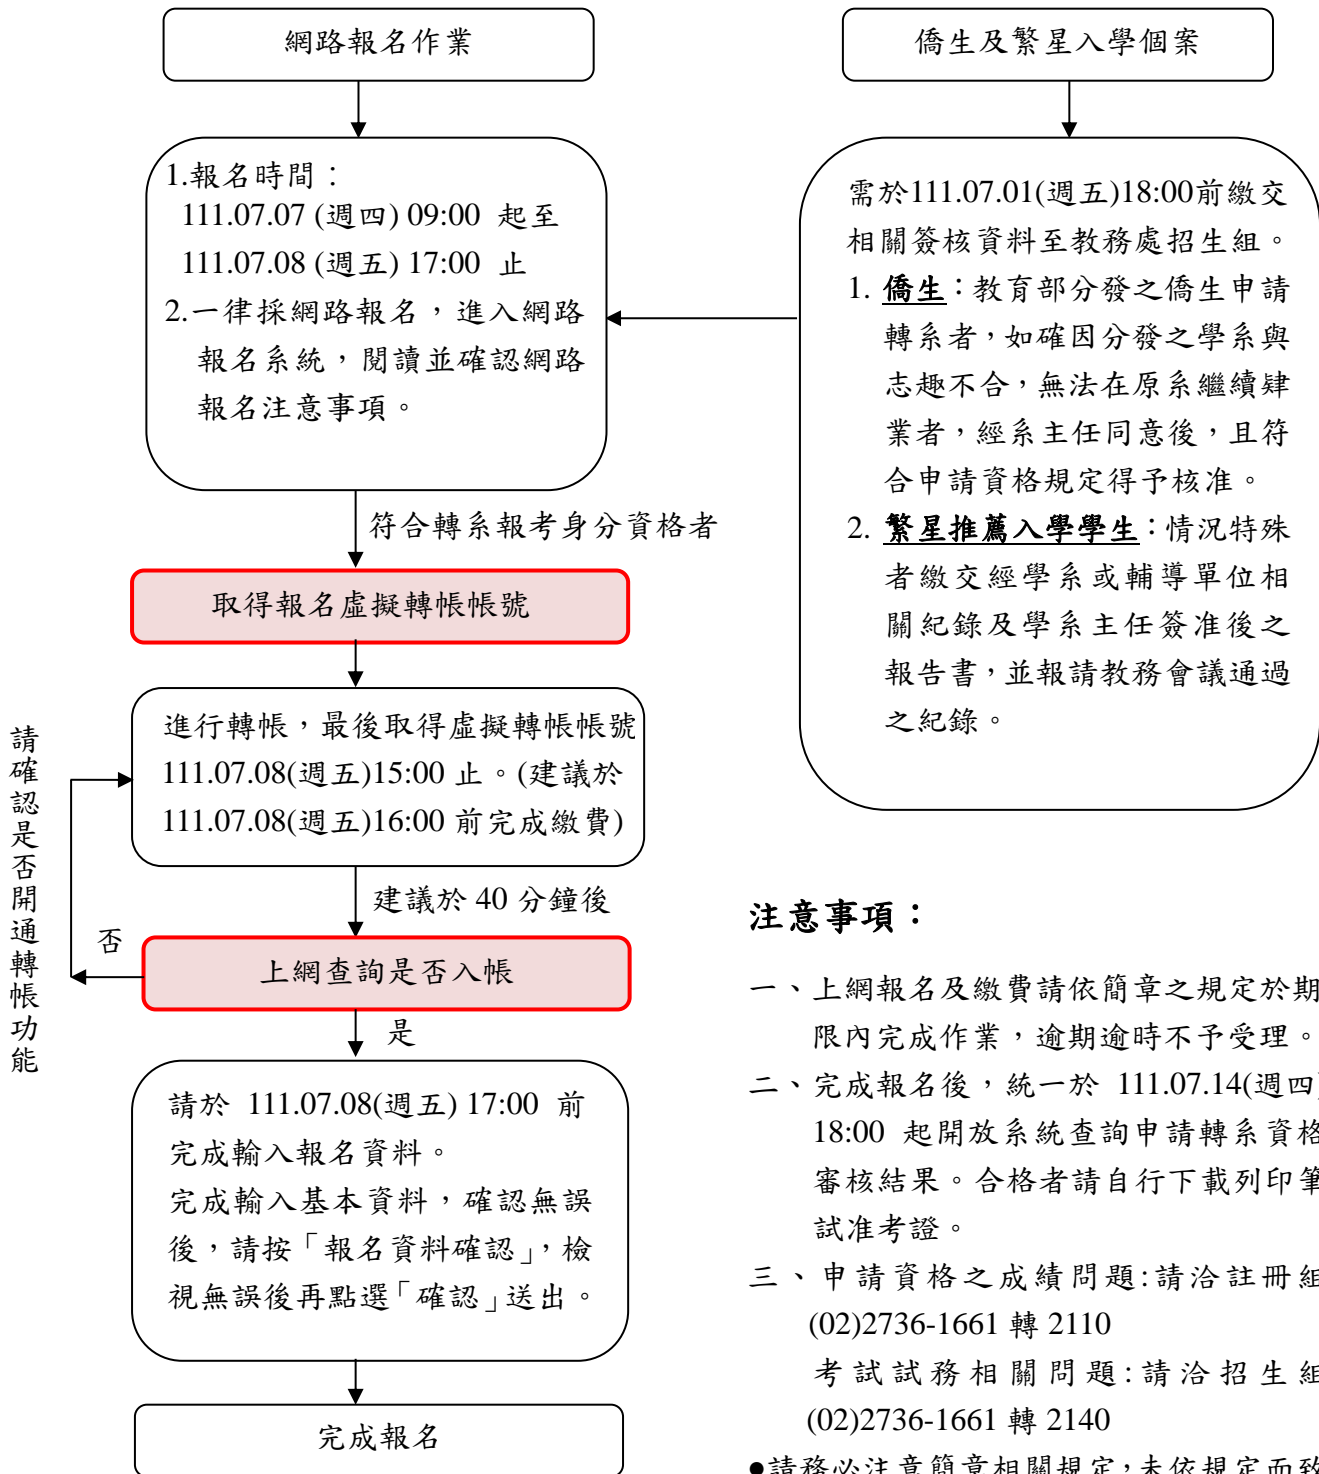 網路報名作業
1.報名時間：
111.07.07 (週四) 09:00 起至
111.07.08 (週五) 17:00 止
2.一律採網路報名，進入網路
報名系統，閱讀並確認網路
報名注意事項。
符合轉系報考身分資格者
取得報名虛擬轉帳帳號
進行轉帳，最後取得虛擬轉帳帳號
111.07.08(週五)15:00 止。(建議於
111.07.08(週五)16:00 前完成繳費)
建議於 40 分鐘後
上網查詢是否入帳
否
請確認是否開通轉帳功能
是
請於 111.07.08(週五) 17:00 前
完成輸入報名資料。
完成輸入基本資料，確認無誤
後，請按「報名資料確認」，檢
視無誤後再點選「確認」送出。
完成報名
僑生及繁星入學個案
需於111.07.01(週五)18:00前繳交
相關簽核資料至教務處招生組。
1. 僑生：教育部分發之僑生申請
轉系者，如確因分發之學系與
志趣不合，無法在原系繼續肄
業者，經系主任同意後，且符
合申請資格規定得予核准。
2. 繁星推薦入學學生：情況特殊
者繳交經學系或輔導單位相
關紀錄及學系主任簽准後之
報告書，並報請教務會議通過
之紀錄。
注意事項：
一、上網報名及繳費請依簡章之規定於期
限內完成作業，逾期逾時不予受理。
二、完成報名後，統一於 111.07.14(週四)
18:00 起開放系統查詢申請轉系資格
審核結果。合格者請自行下載列印筆
試准考證。
三、申請資格之成績問題:請洽註冊組
(02)2736-1661 轉 2110
考試試務相關問題:請洽招生組
(02)2736-1661 轉 2140
●請務必注意簡章相關規定，未依規定而致